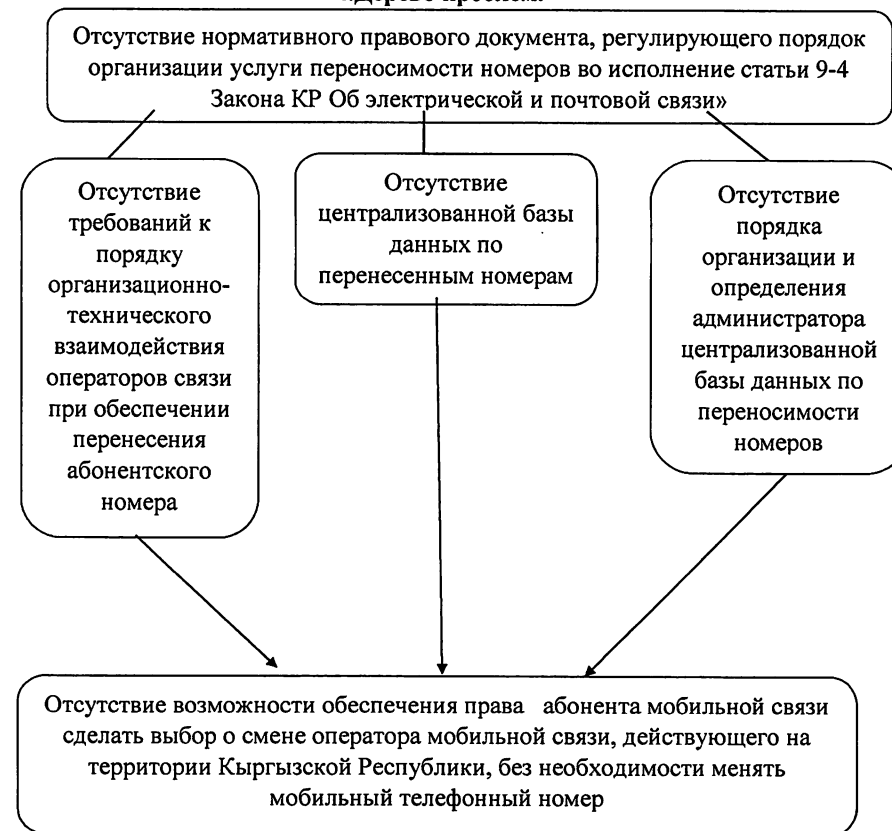 Отсутствие нормативного правового документа, регулирующего порядок
организации услуги переносимости номеров во исполнение статьи 9-4
Закона КР Об электрической и почтовой связи»
Отсутствие
требований к
порядку
организационно-
технического
взаимодействия
операторов связи
при обеспечении
перенесения
абонентского
номера
Отсутствие
централизованной базы
данных по
перенесенным номерам
Отсутствие
порядка
организации и
определения
администратора
централизованной
базы данных по
переносимости
номеров
Отсутствие возможности обеспечения права абонента мобильной связи
сделать выбор о смене оператора мобильной связи, действующего на
территории Кыргызской Республики, без необходимости менять
мобильный телефонный номер